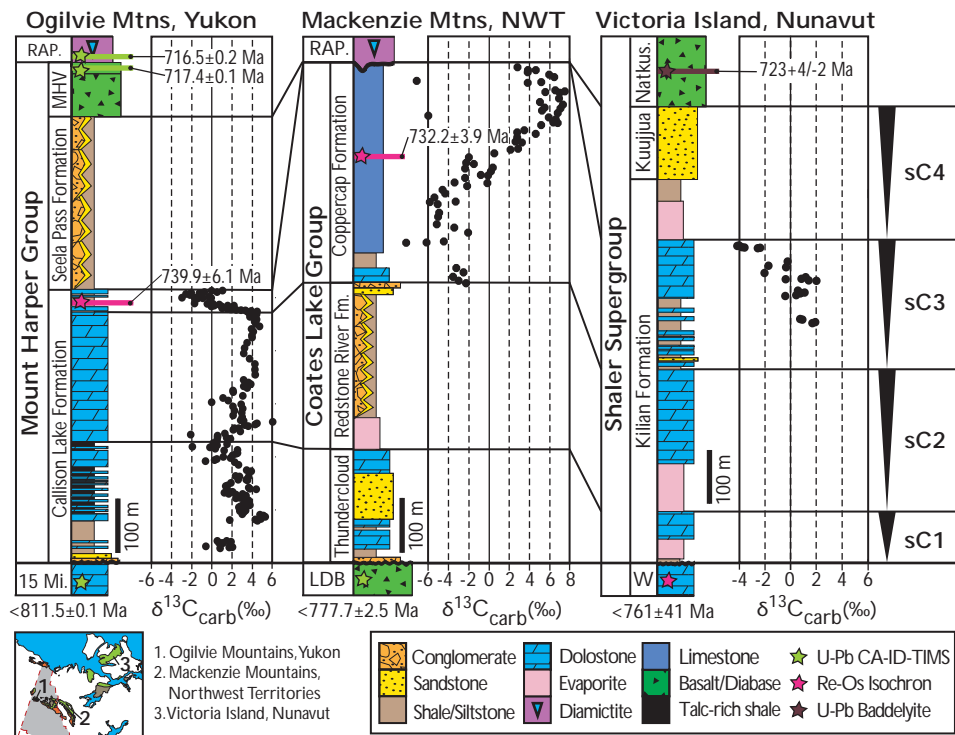 Ogilvie Mtns, Yukon
Mackenzie Mtns, NWT
Victoria Island, Nunavut
RAP.
716.5±0.2 Ma
717.4±0.1 Ma
MHV
Seela Pass Formation
Mount Harper Group
739.9±6.1 Ma
Callison Lake Formation
100 m
15 Mi.
<811.5±0.1 Ma
-6 -4 -2 0 2 4 6
δ13Ccarb(‰)
RAP.
Coppercap Formation
732.2±3.9 Ma
Coates Lake Group
Redstone River Fm.
Thundercloud
100 m
LDB
<777.7±2.5 Ma
-6 -4 -2 0 2 4 6 8
δ13Ccarb(‰)
Natkus.
723+4/-2 Ma
Kuujjua
Shaler Supergroup
Kilian Formation
100 m
W
<761±41 Ma
-4 -2 0 2 4 6
δ13Ccarb(‰)
sC4
sC3
sC2
sC1
1
2
3
1. Ogilvie Mountains, Yukon
2. Mackenzie Mountains,
Northwest Territories
3. Victoria Island, Nunavut
Conglomerate
Sandstone
Shale/Siltstone
Dolostone
Evaporite
Diamictite
Limestone
Basalt/Diabase
Talc-rich shale
U-Pb CA-ID-TIMS
Re-Os Isochron
U-Pb Baddelyite